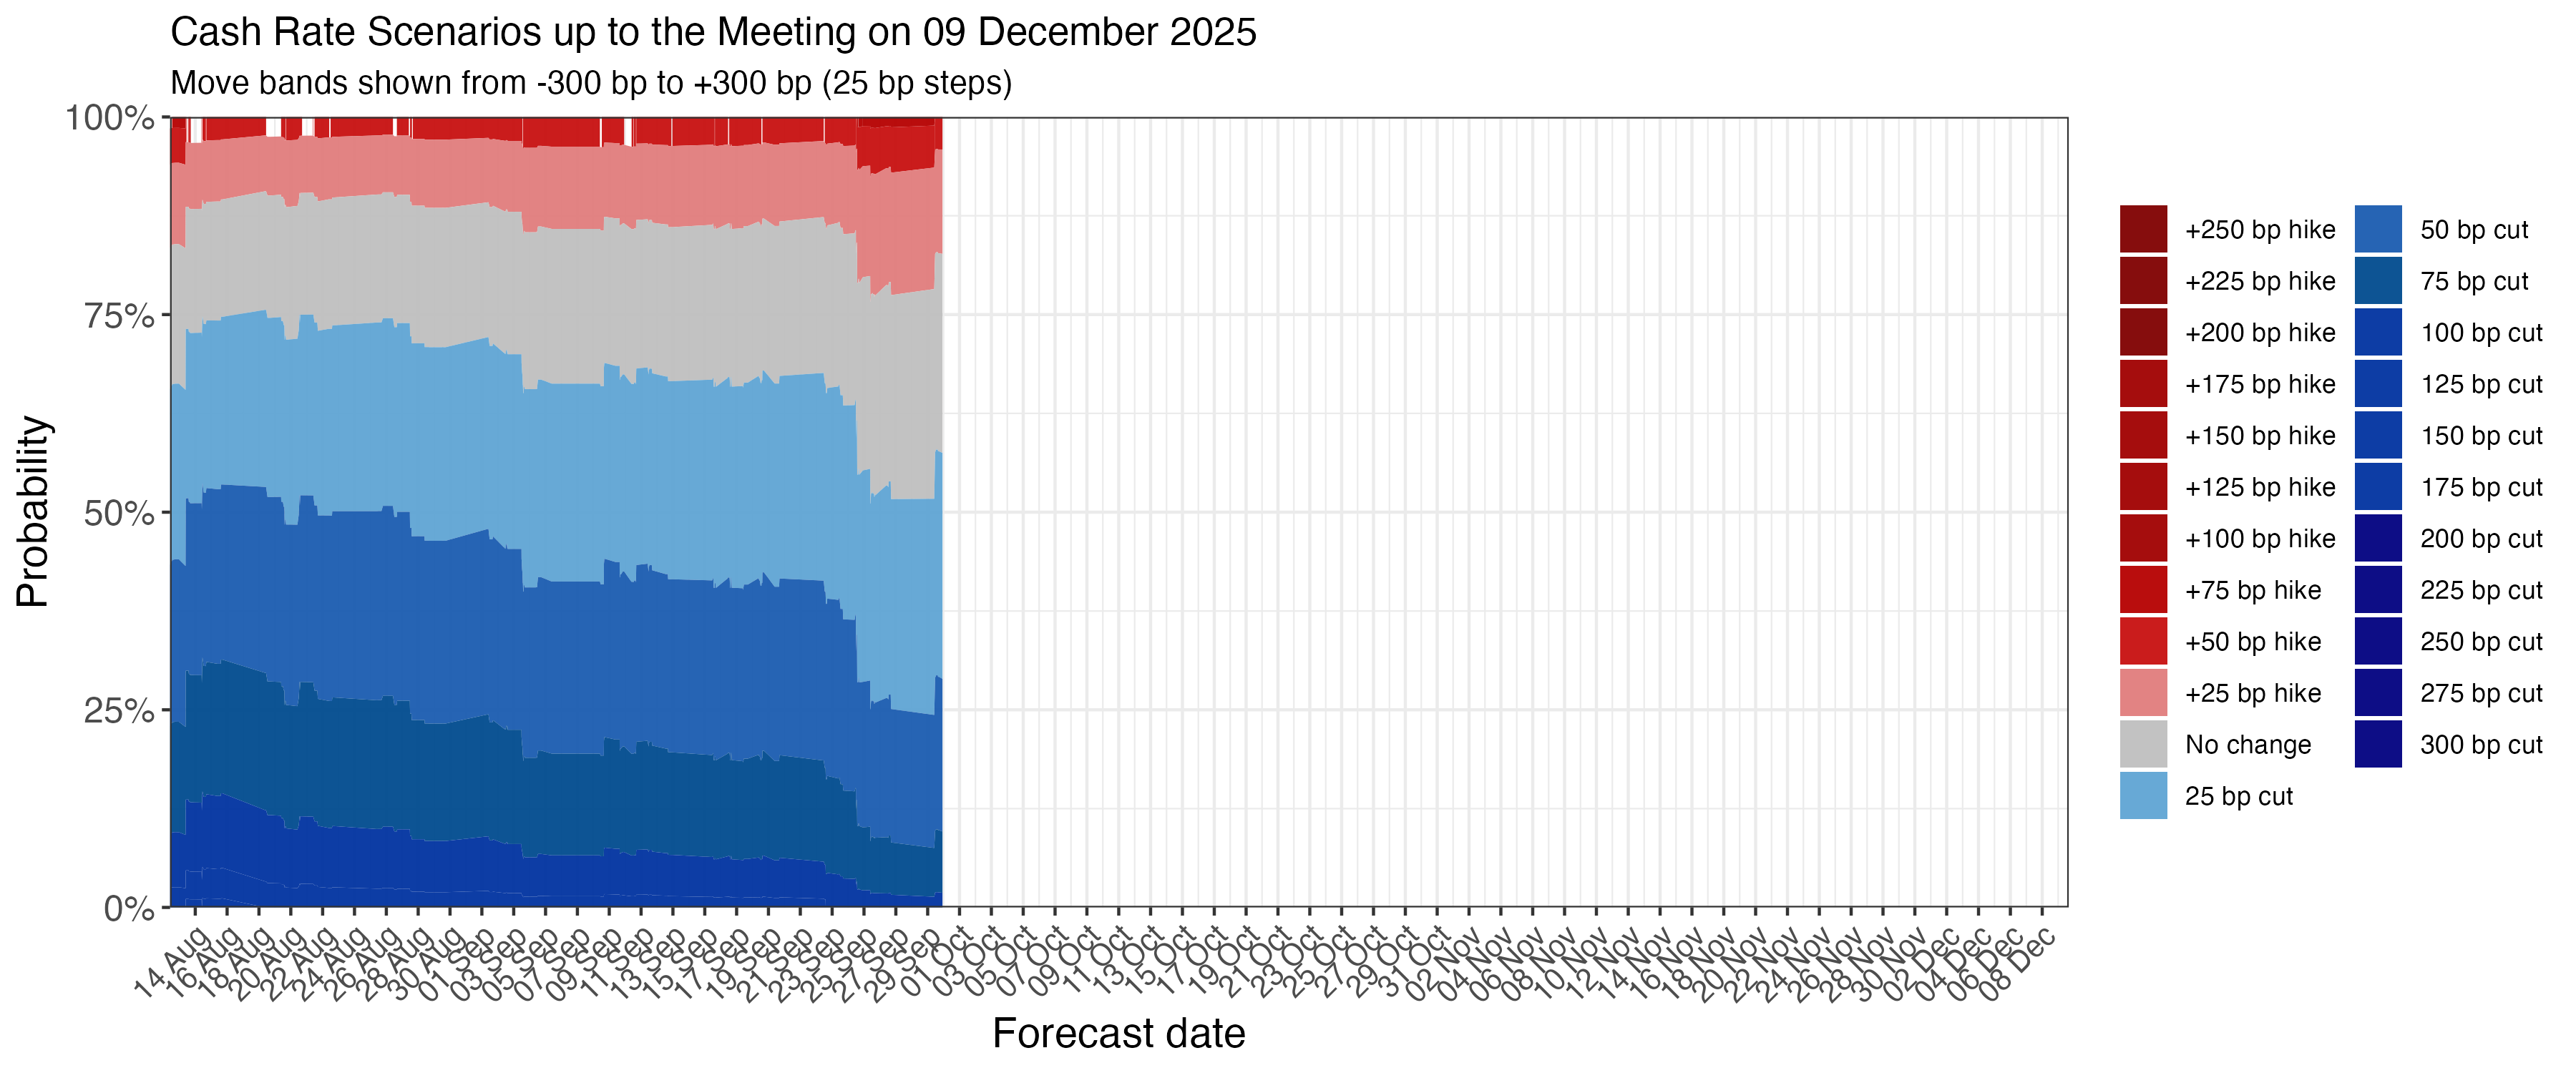 Cash Rate Scenarios up to the Meeting on 09 December 2025
Move bands shown from -300 bp to +300 bp (25 bp steps)
Probability
100%
75%
50%
25%
0%
14 Aug
16 Aug
18 Aug
20 Aug
22 Aug
24 Aug
26 Aug
28 Aug
30 Aug
01 Sep
03 Sep
05 Sep
07 Sep
09 Sep
11 Sep
13 Sep
15 Sep
17 Sep
19 Sep
21 Sep
23 Sep
25 Sep
27 Sep
29 Sep
01 Oct
03 Oct
05 Oct
07 Oct
09 Oct
11 Oct
13 Oct
15 Oct
17 Oct
19 Oct
21 Oct
23 Oct
25 Oct
27 Oct
29 Oct
31 Oct
02 Nov
04 Nov
06 Nov
08 Nov
10 Nov
12 Nov
14 Nov
16 Nov
18 Nov
20 Nov
22 Nov
24 Nov
26 Nov
28 Nov
30 Nov
02 Dec
04 Dec
06 Dec
08 Dec
Forecast date
+250 bp hike
+225 bp hike
+200 bp hike
+175 bp hike
+150 bp hike
+125 bp hike
+100 bp hike
+75 bp hike
+50 bp hike
+25 bp hike
No change
25 bp cut
50 bp cut
75 bp cut
100 bp cut
125 bp cut
150 bp cut
175 bp cut
200 bp cut
225 bp cut
250 bp cut
275 bp cut
300 bp cut